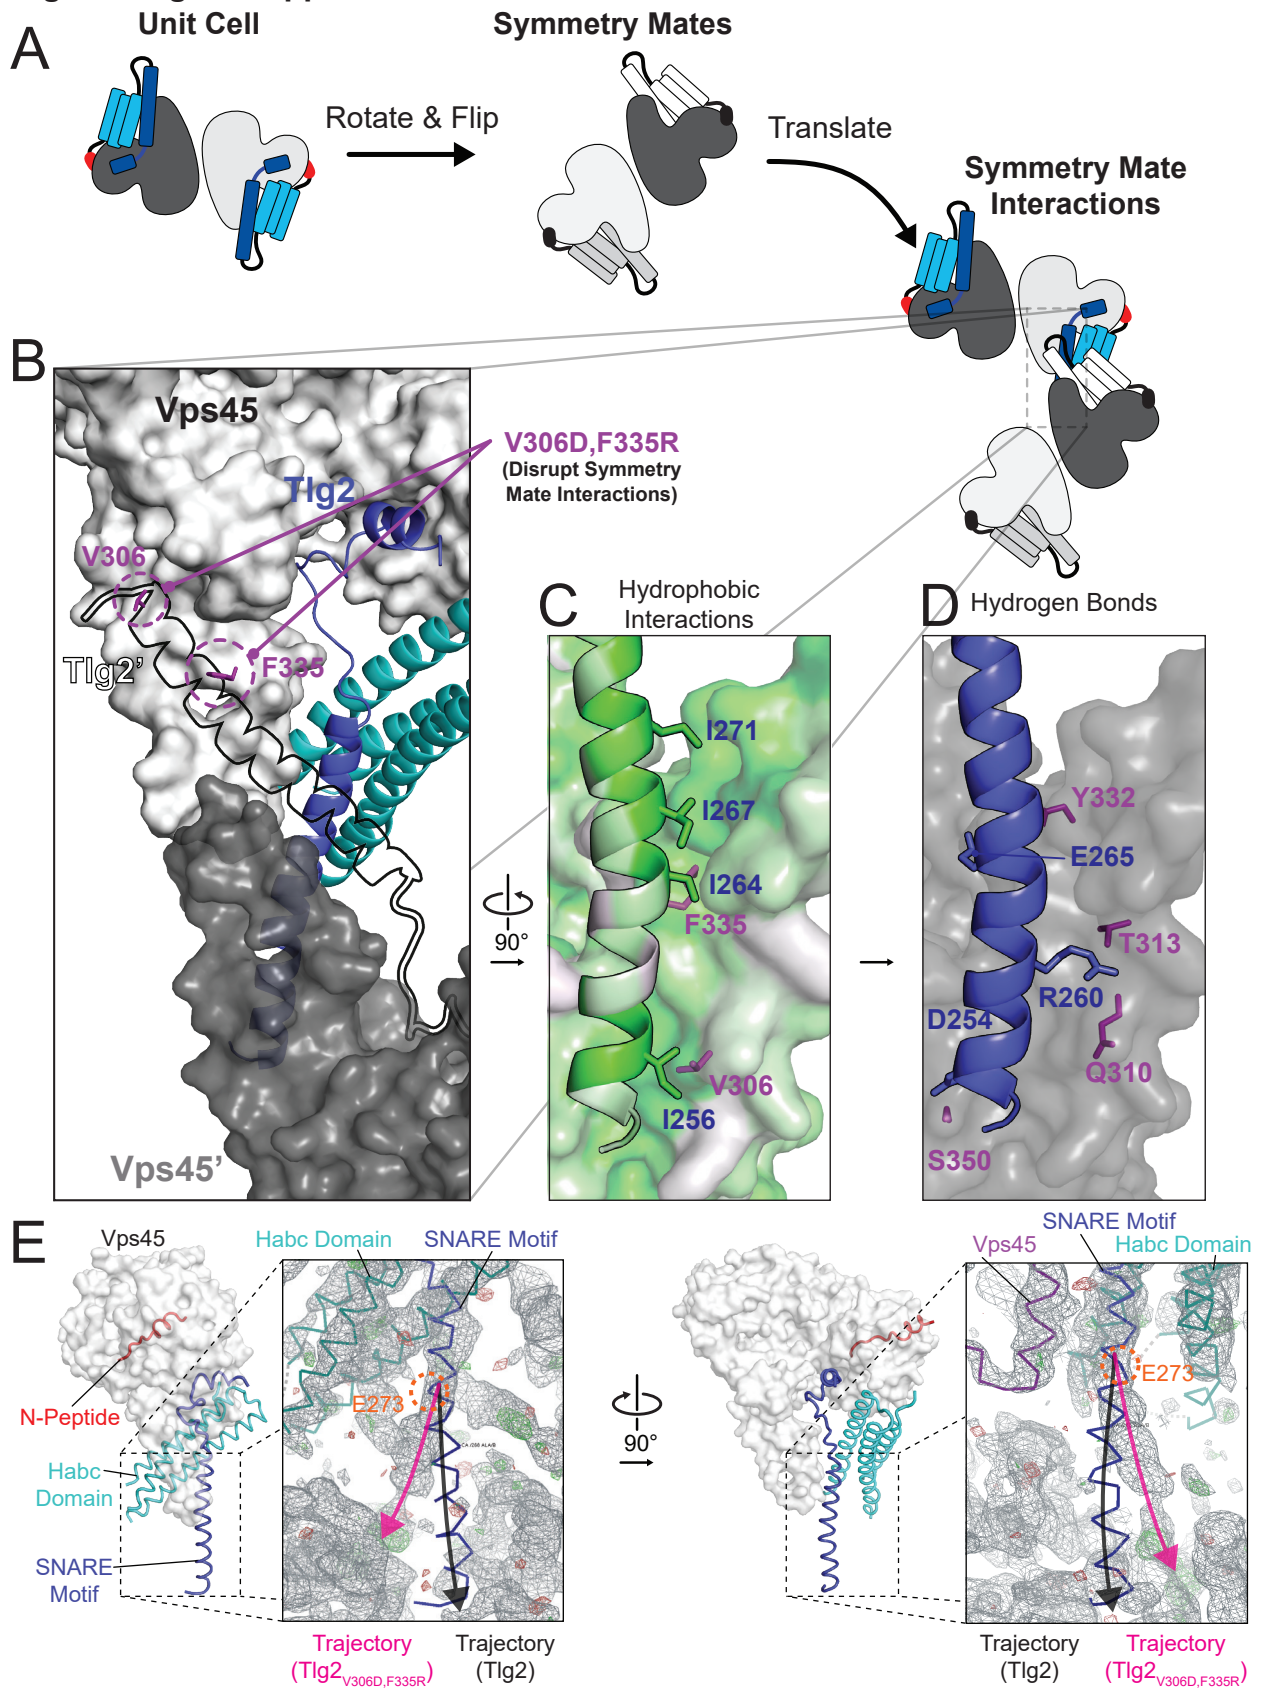 A
Unit Cell
Symmetry Mates
Rotate & Flip
Translate
Symmetry Mate
Interactions
B
Vps45
Tlg2
V306D,F335R
(Disrupt Symmetry
Mate Interactions)
V306
Tlg2'
F335
Vps45'
90°
C
Hydrophobic
Interactions
I271
I267
I264
F335
V306
I256
D
Hydrogen Bonds
Y332
E265
T313
R260
D254
Q310
S350
E
Vps45
Habc Domain
SNARE Motif
N-Peptide
Habc
Domain
SNARE
Motif
E273
CA /288 ALA/B
Trajectory
(Tlg2V306D,F335R)
Trajectory
(Tlg2)
90°
SNARE Motif
Vps45
Habc Domain
E273
Trajectory
(Tlg2)
Trajectory
(Tlg2V306D,F335R)